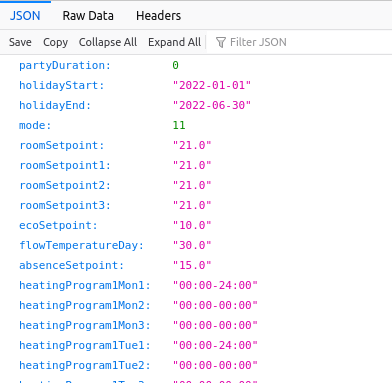 JSON Raw Data Headers
Save Copy Collapse All Expand All Filter JSON
partyDuration: 0
holidayStart: "2022-01-01"
holidayEnd: "2022-06-30"
mode: 11
roomSetpoint: "21.0"
roomSetpoint1: "21.0"
roomSetpoint2: "21.0"
roomSetpoint3: "21.0"
ecoSetpoint: "10.0"
flowTemperatureDay: "30.0"
absenceSetpoint: "15.0"
heatingProgram1Mon1: "00:00-24:00"
heatingProgram1Mon2: "00:00-00:00"
heatingProgram1Mon3: "00:00-00:00"
heatingProgram1Tue1: "00:00-24:00"
heatingProgram1Tue2: "00:00-00:00"